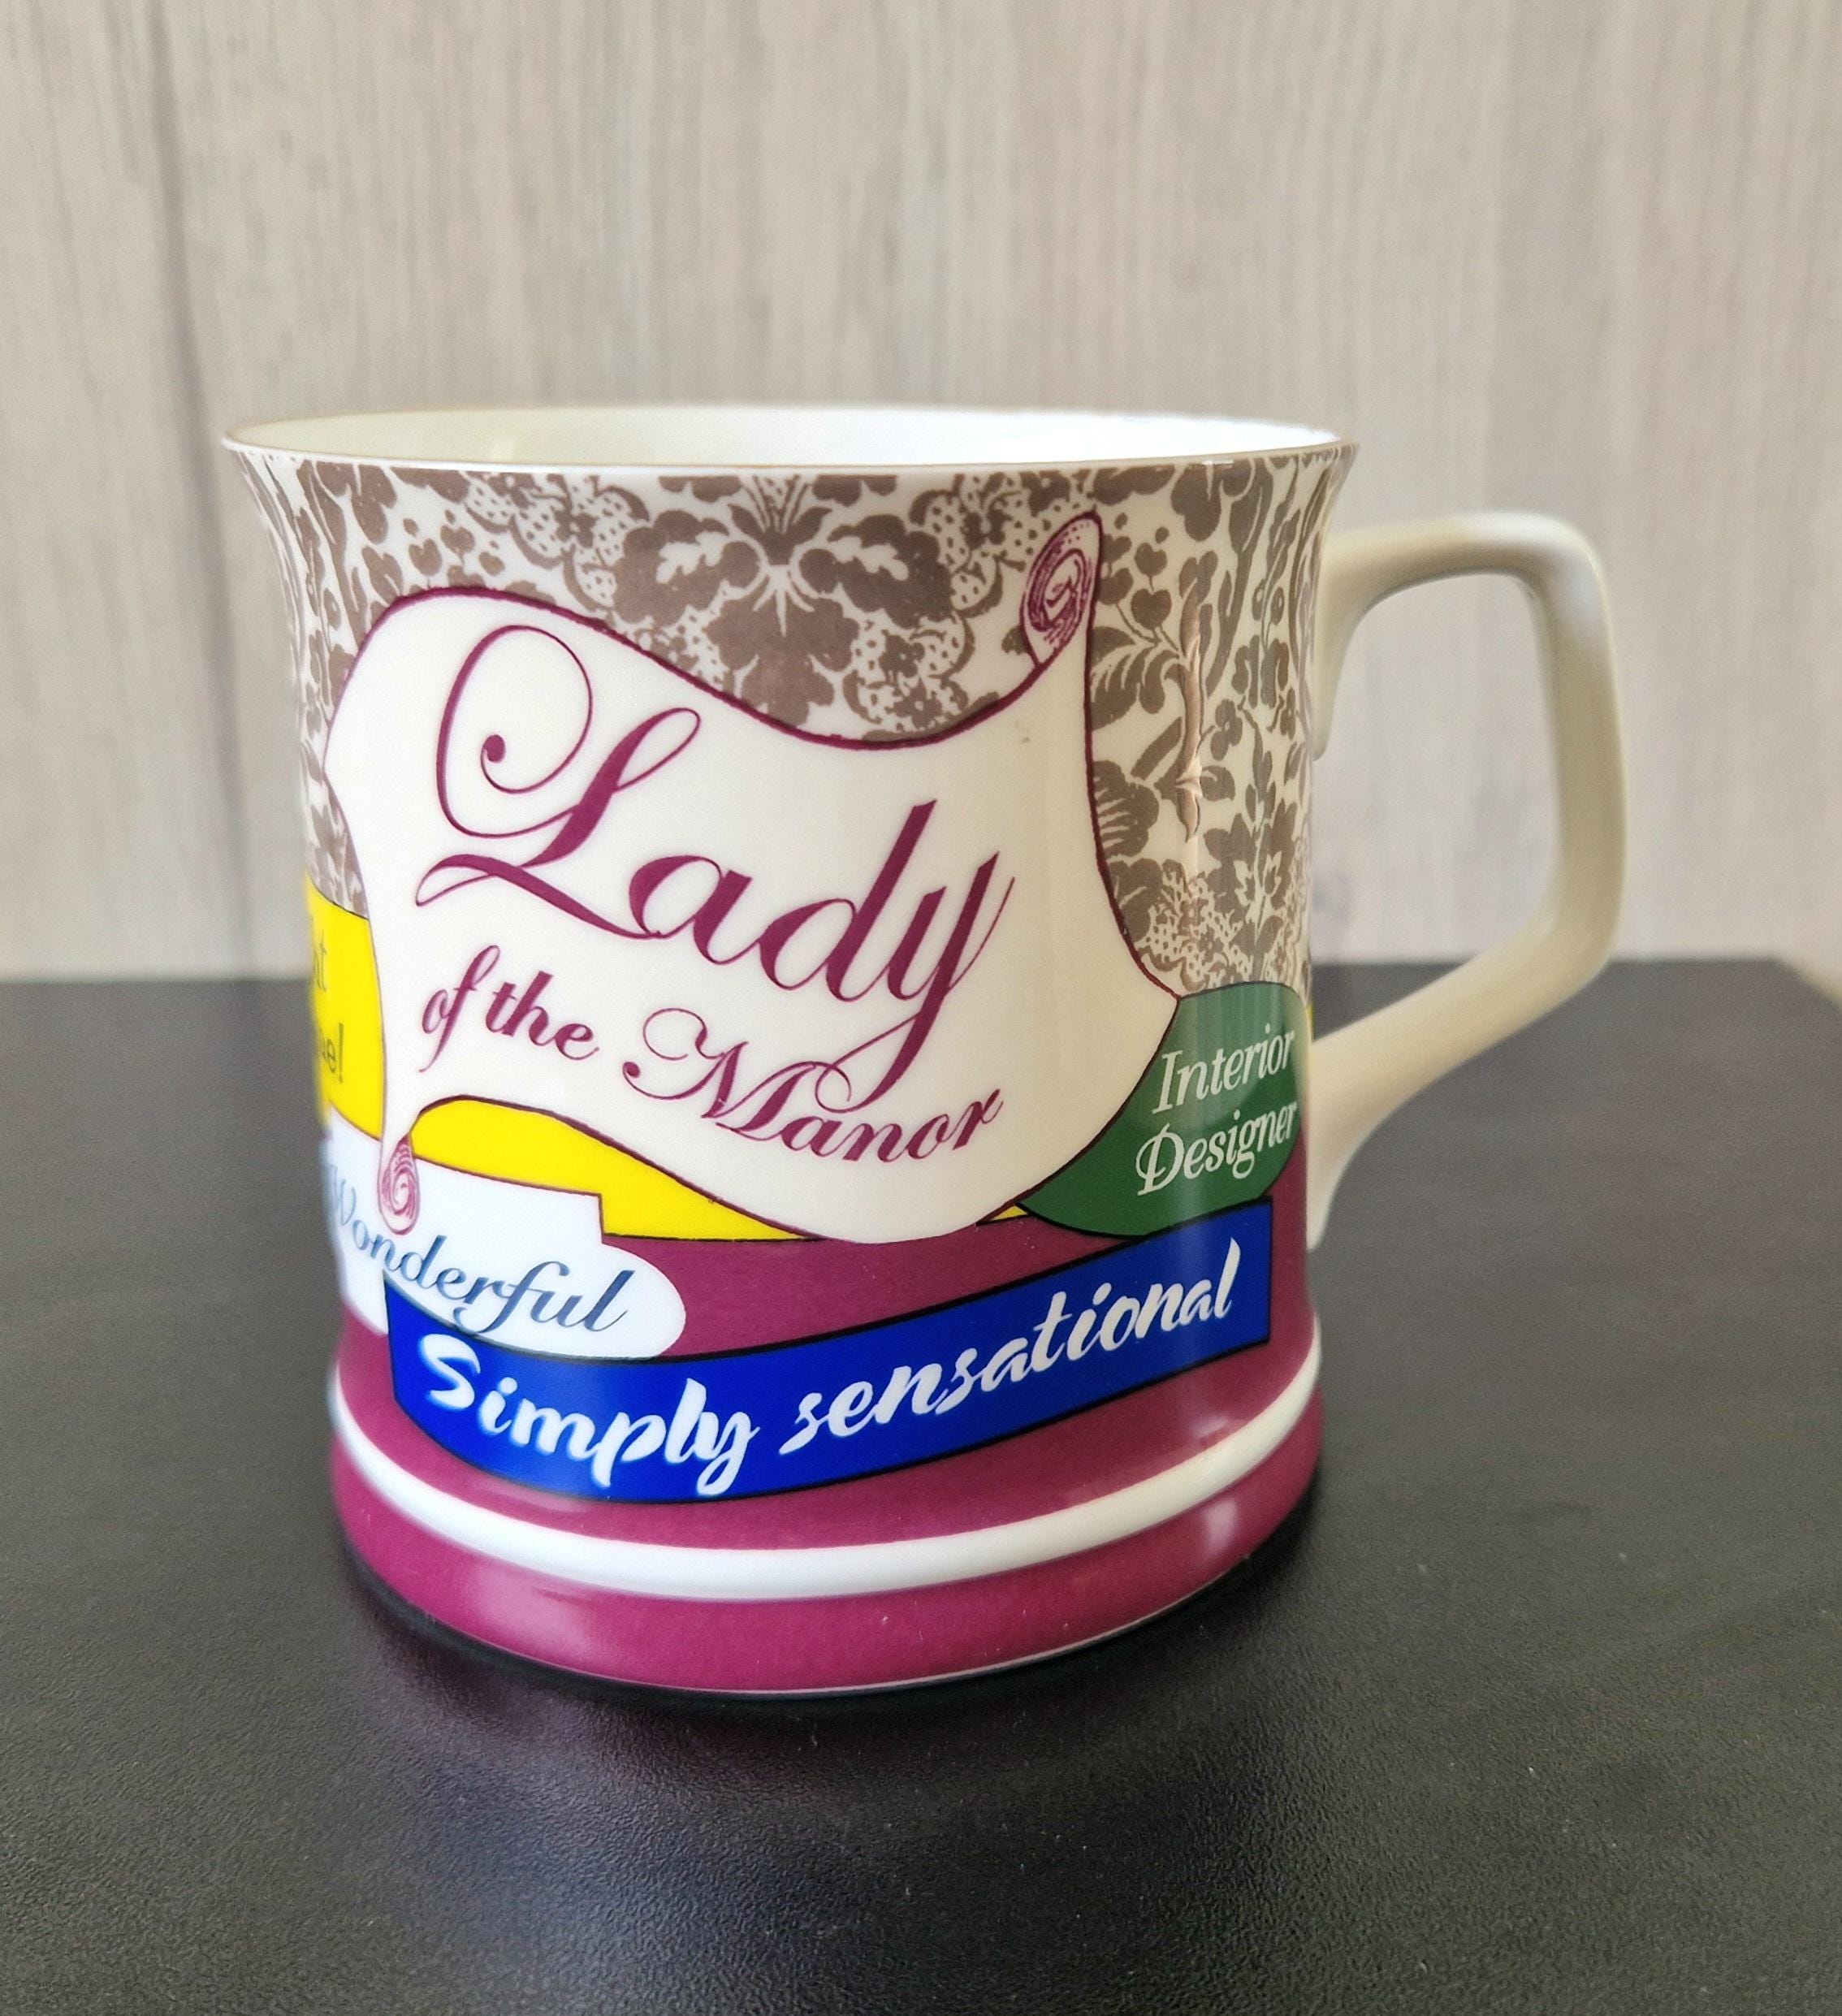 Lady
of the Manor
Interior
Designer
Wonderful
Simply sensational